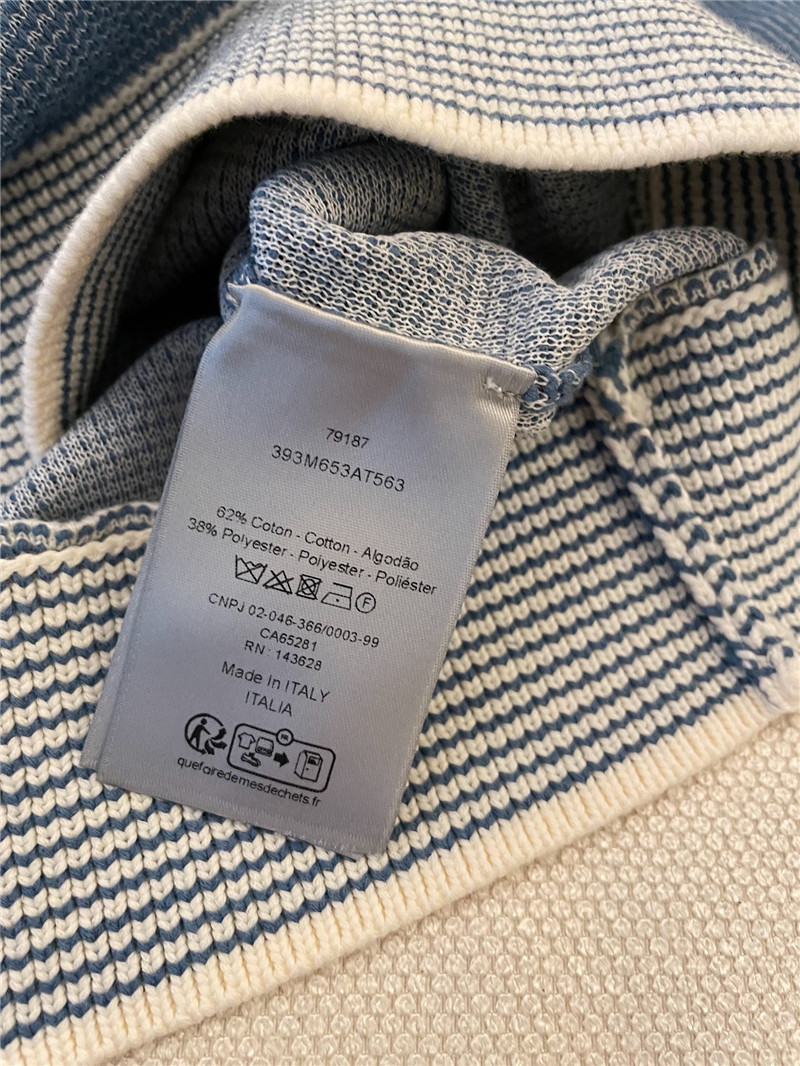 79187
393M653AT563
62% Coton - Cotton - Algodão
38% Polyester - Polyester - Poliéster
F
CNPJ 02-046-366/0003-99
CA65281
RN : 143628
Made In ITALY
ITALIA
FR
quefairedemesdechets.fr